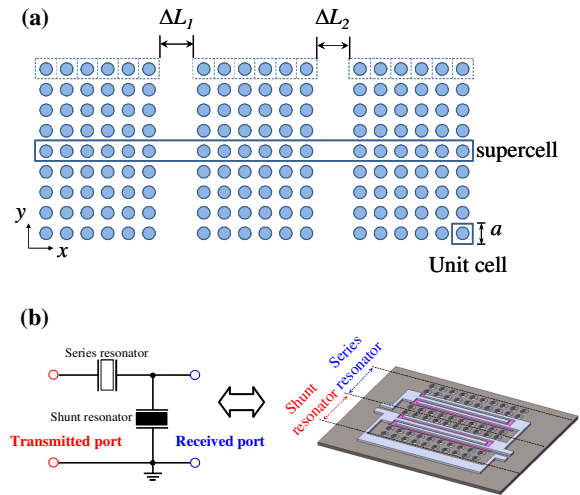 (a)
ΔL1
ΔL2
supercell
y
x
a
Unit cell
(b)
Series resonator
Shunt resonator
Transmitted port
Received port
Series
resonator
Shunt
resonator